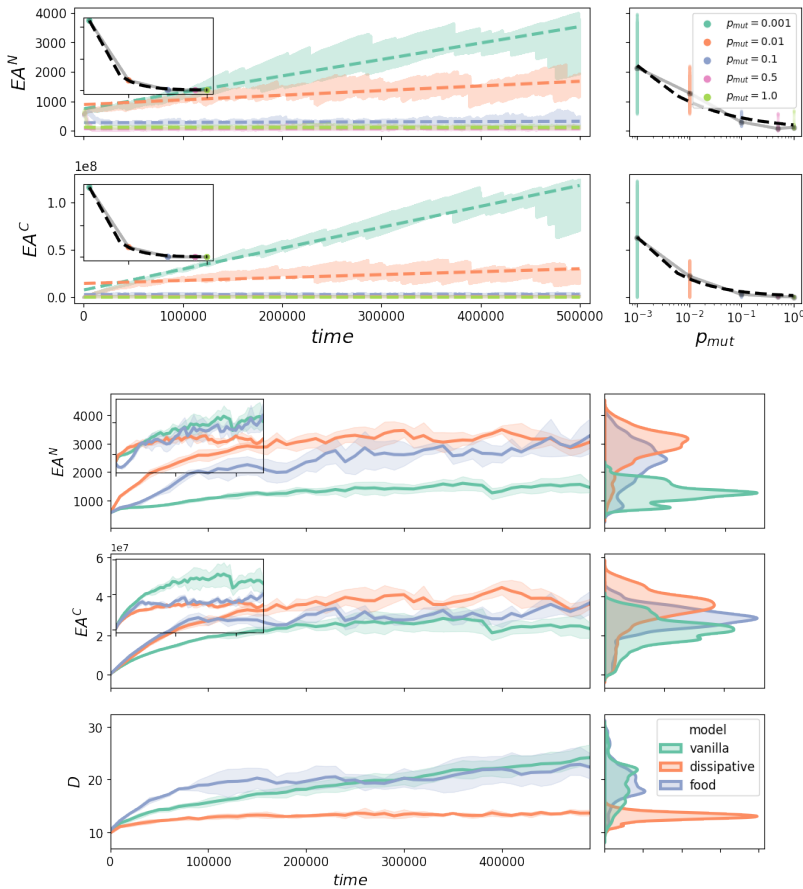 4000
3000
2000
1000
0
EA^N
p_mut = 0.001
p_mut = 0.01
p_mut = 0.1
p_mut = 0.5
p_mut = 1.0
1e8
1.0
0.5
0.0
EA^C
0 100000 200000 300000 400000 500000
time
10^−3 10^−2 10^−1 10^0
p_mut
4000
3000
2000
1000
EA^N
1e7
6
4
2
0
EA^C
30
20
10
D
model
vanilla
dissipative
food
0 100000 200000 300000 400000
time